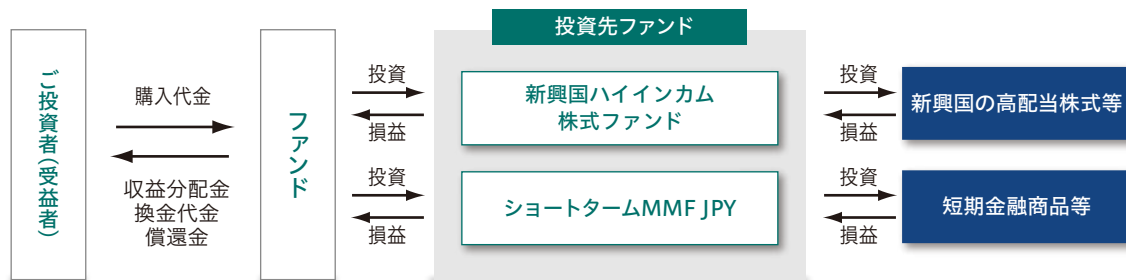 ご投資者(受益者)
購入代金
収益分配金
換金代金
償還金
ファンド
投資
損益
投資
損益
投資先ファンド
新興国ハイインカム
株式ファンド
ショートタームMMF JPY
投資
損益
投資
損益
新興国の高配当株式等
短期金融商品等